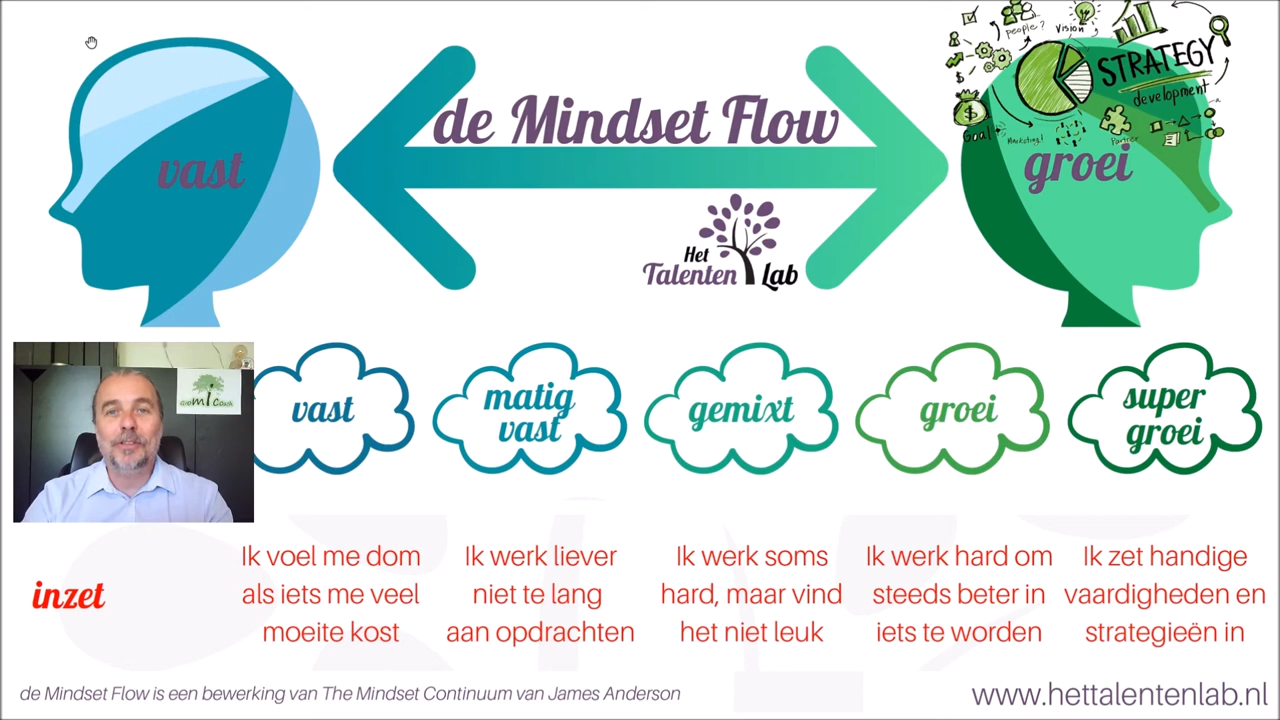 people?
Vision
STRATEGY
development
Goal
Marketing!
Partner
de Mindset Flow
vast
groei
Het
Talenten Lab
GroMi Coach
vast
matig
vast
gemixt
groei
super
groei
inzet
Ik voel me dom
als iets me veel
moeite kost
Ik werk liever
niet te lang
aan opdrachten
Ik werk soms
hard, maar vind
het niet leuk
Ik werk hard om
steeds beter in
iets te worden
Ik zet handige
vaardigheden en
strategieën in
de Mindset Flow is een bewerking van The Mindset Continuum van James Anderson
www.hettalentenlab.nl